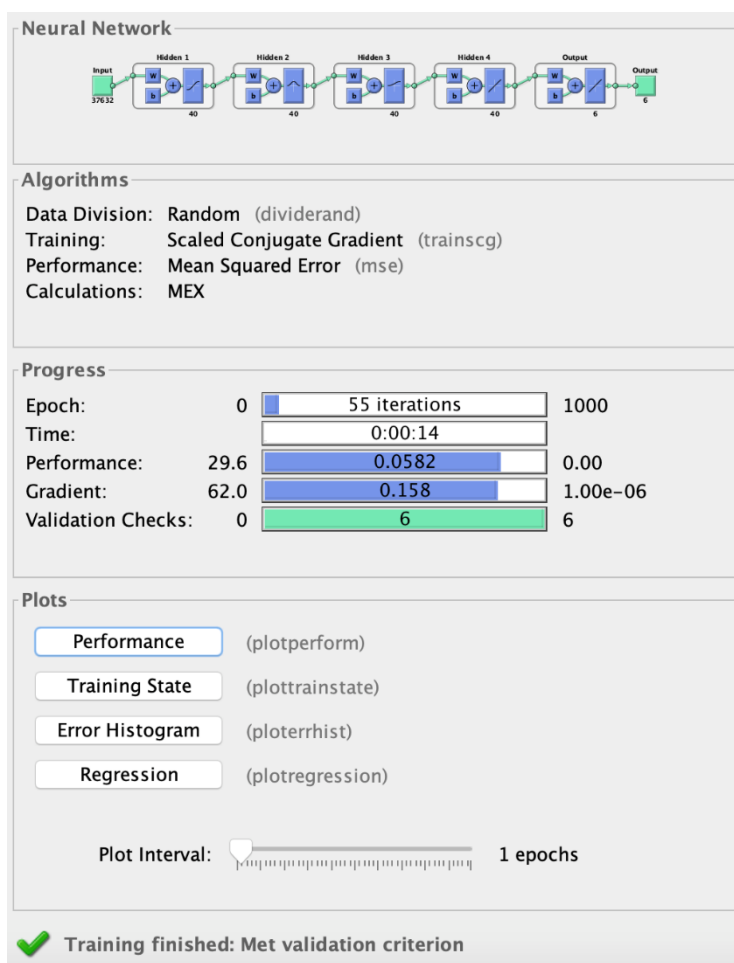 Neural Network
Input Hidden 1 Hidden 2 Hidden 3 Hidden 4 Output Output
W W W W W
+ + + + +
b b b b b
37632 40 40 40 40 6 6
Algorithms
Data Division: Random (dividerand)
Training: Scaled Conjugate Gradient (trainscg)
Performance: Mean Squared Error (mse)
Calculations: MEX
Progress
Epoch: 0 55 iterations 1000
Time: 0:00:14
Performance: 29.6 0.0582 0.00
Gradient: 62.0 0.158 1.00e-06
Validation Checks: 0 6 6
Plots
Performance (plotperform)
Training State (plottrainstate)
Error Histogram (ploterrhist)
Regression (plotregression)
Plot Interval: 1 epochs
Training finished: Met validation criterion